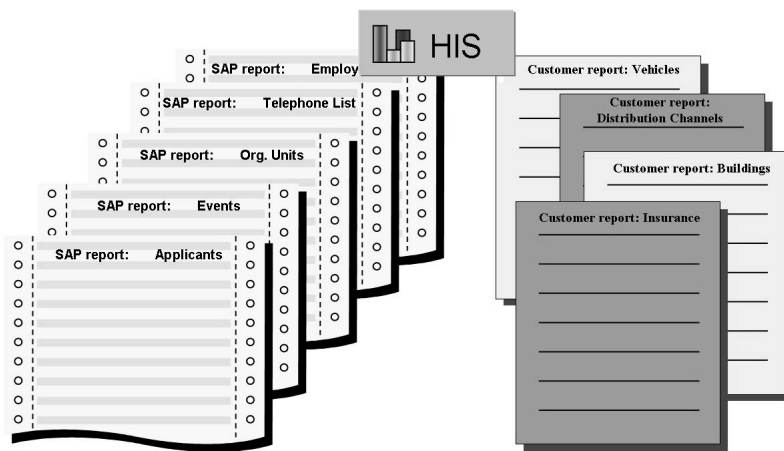 HIS
SAP report: Employ
SAP report: Telephone List
SAP report: Org. Units
SAP report: Events
SAP report: Applicants
Customer report: Vehicles
Customer report:
Distribution Channels
Customer report: Buildings
Customer report: Insurance